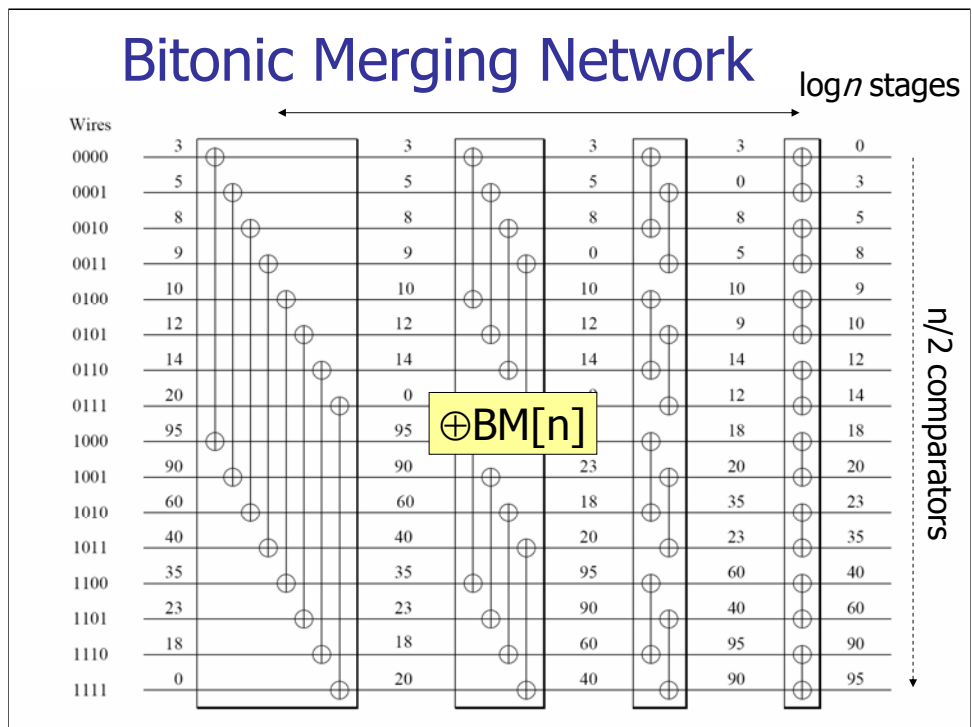 Bitonic Merging Network
logn stages
Wires
0000 3 3 3 3 0
0001 5 5 5 0 3
0010 8 8 8 8 5
0011 9 9 0 5 8
0100 10 10 10 10 9
0101 12 12 12 9 10
0110 14 14 14 14 12
0111 20 0 12 14
1000 95 95 18 18
1001 90 90 23 20 20
1010 60 60 18 35 23
1011 40 40 20 23 35
1100 35 35 95 60 40
1101 23 23 90 40 60
1110 18 18 60 95 90
1111 0 20 40 90 95
⊕BM[n]
n/2 comparators